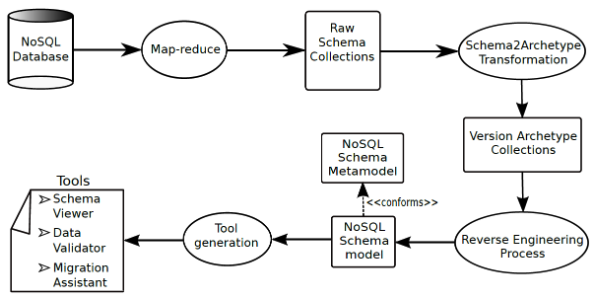 NoSQL
Database
Map-reduce
Raw
Schema
Collections
Schema2Archetype
Transformation
Version Archetype
Collections
NoSQL
Schema
Metamodel
<<conforms>>
Tools
Schema
Viewer
Data
Validator
Migration
Assistant
Tool
generation
NoSQL
Schema
model
Reverse Engineering
Process